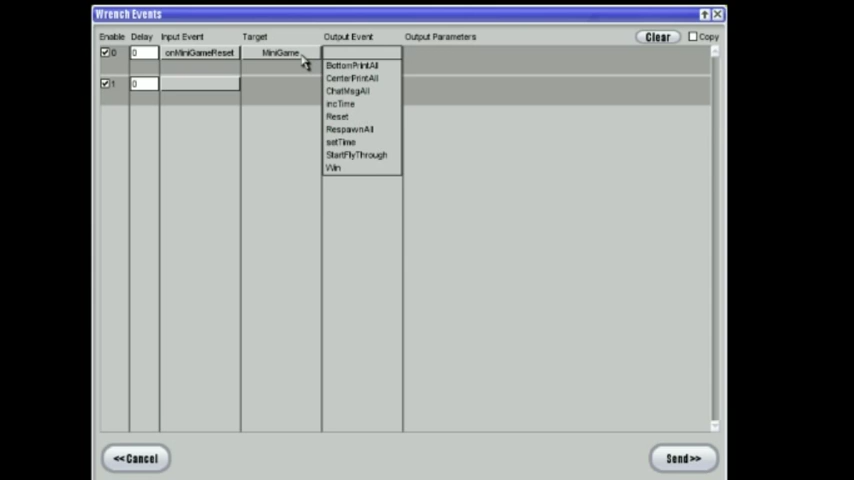 Wrench Events
Enable Delay Input Event Target Output Event Output Parameters Clear Copy
0 0 onMiniGameReset MiniGame
BottomPrintAll
CenterPrintAll
ChatMsgAll
incTime
Reset
RespawnAll
setTime
StartFlyThrough
Win
1 0
<<Cancel
Send>>